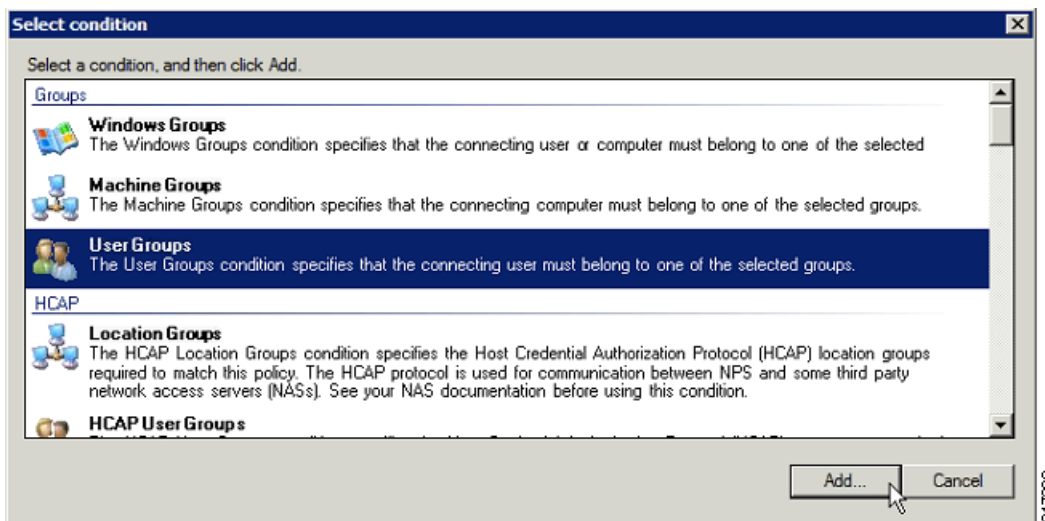 Select condition
Select a condition, and then click Add.
Groups
Windows Groups
The Windows Groups condition specifies that the connecting user or computer must belong to one of the selected
Machine Groups
The Machine Groups condition specifies that the connecting computer must belong to one of the selected groups.
User Groups
The User Groups condition specifies that the connecting user must belong to one of the selected groups.
HCAP
Location Groups
The HCAP Location Groups condition specifies the Host Credential Authorization Protocol (HCAP) location groups
required to match this policy. The HCAP protocol is used for communication between NPS and some third party
network access servers (NASs). See your NAS documentation before using this condition.
HCAP User Groups
Add...
Cancel